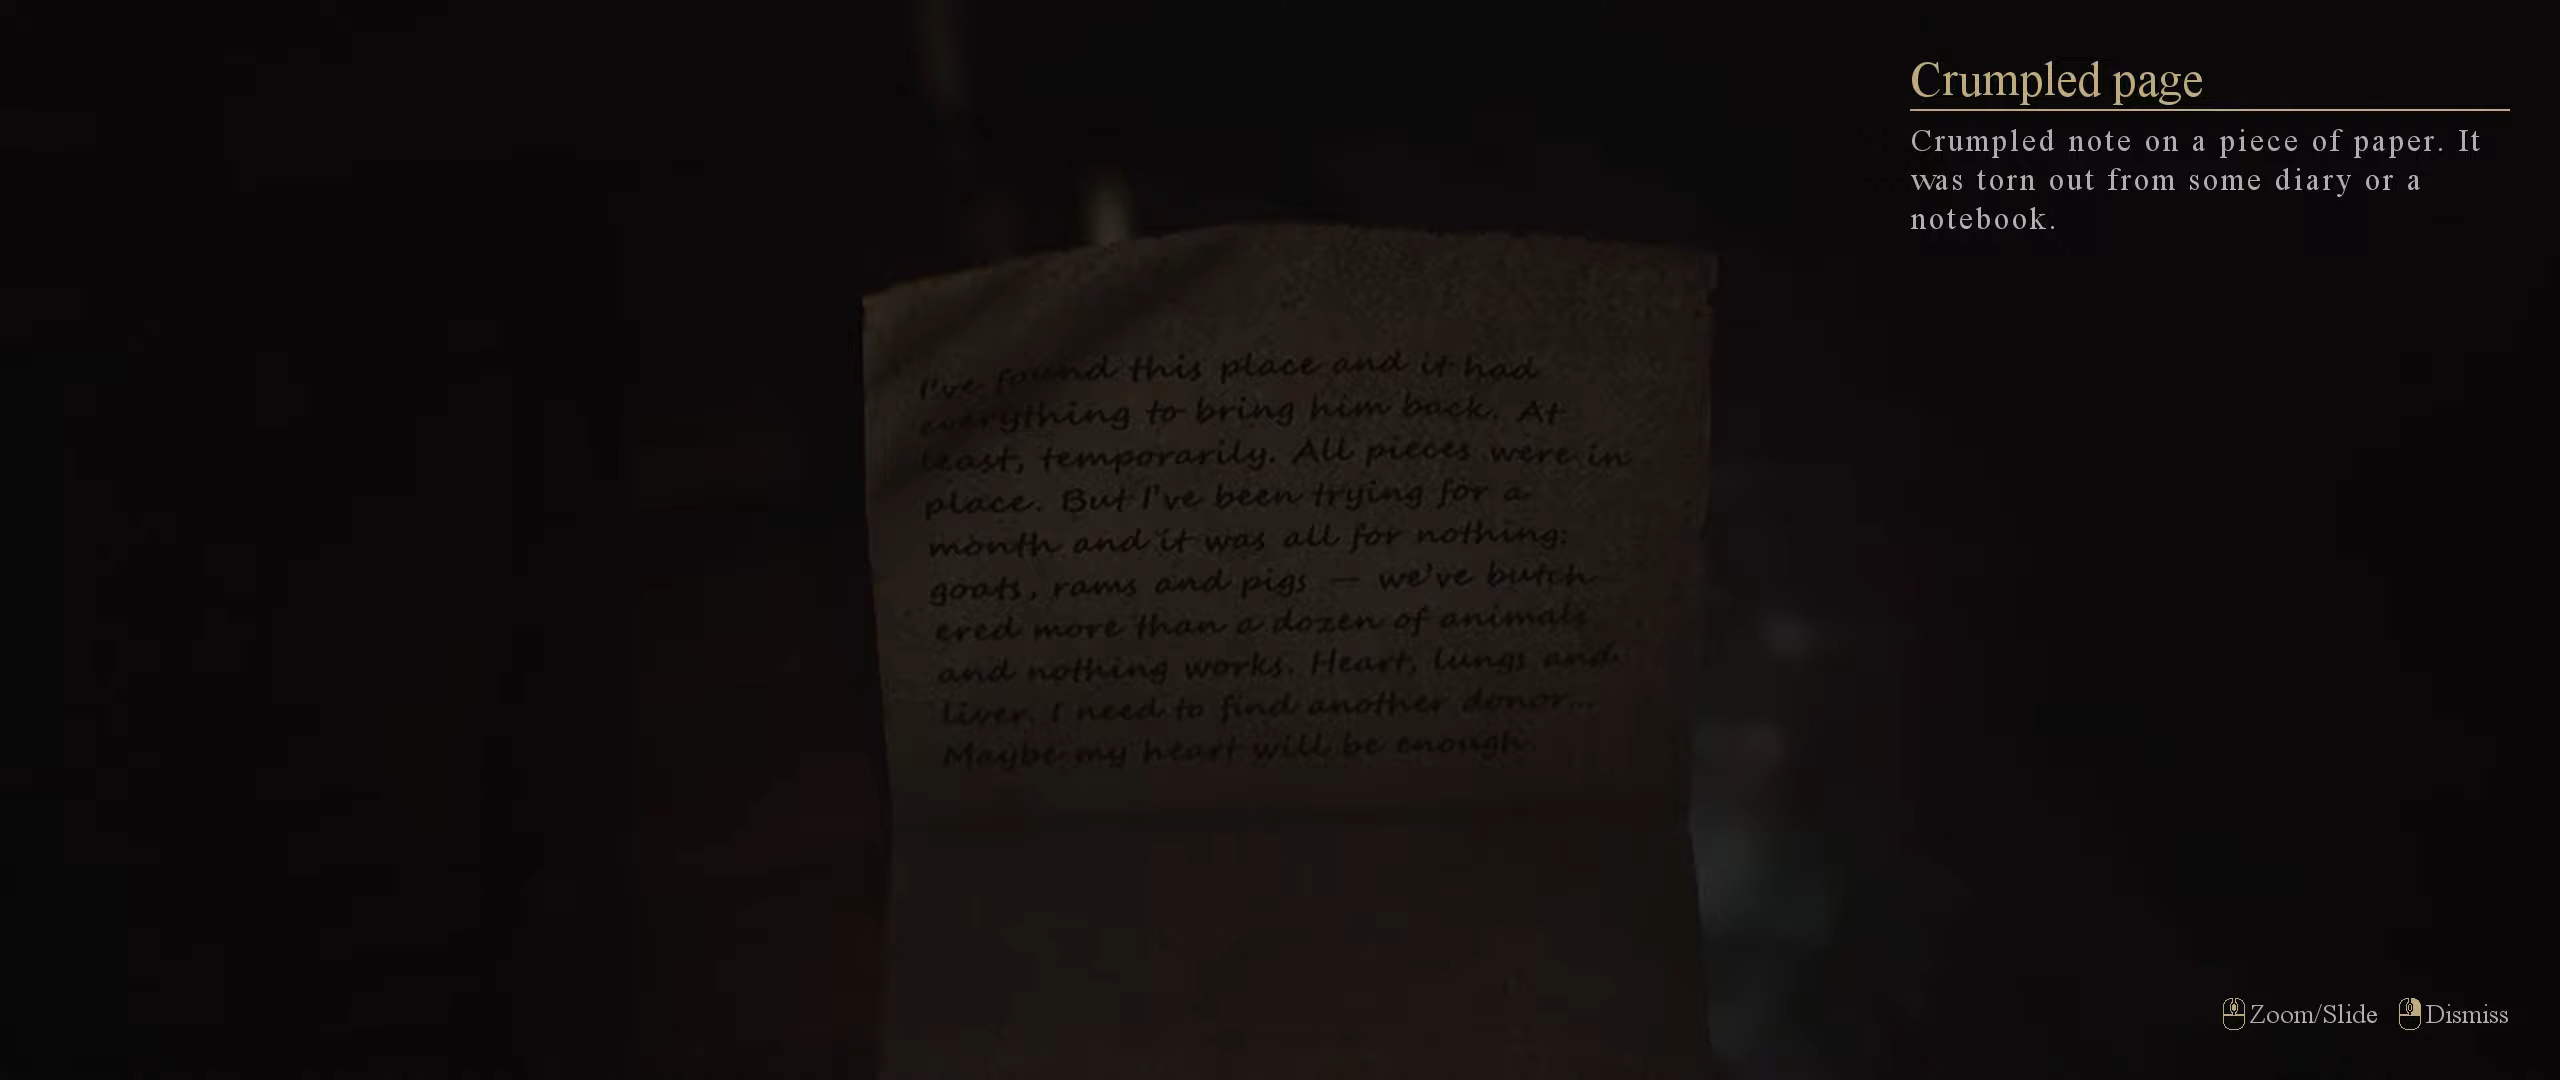 Crumpled page
Crumpled note on a piece of paper. It
was torn out from some diary or a
notebook.
I've found this place and it had
everything to bring him back. At
least, temporarily. All pieces were in
place. But I've been trying for a
month and it was all for nothing:
goats, rams and pigs — we've butch
ered more than a dozen of animals
and nothing works. Heart, lungs and
liver. I need to find another donor...
Maybe my heart will be enough.
Zoom/Slide Dismiss